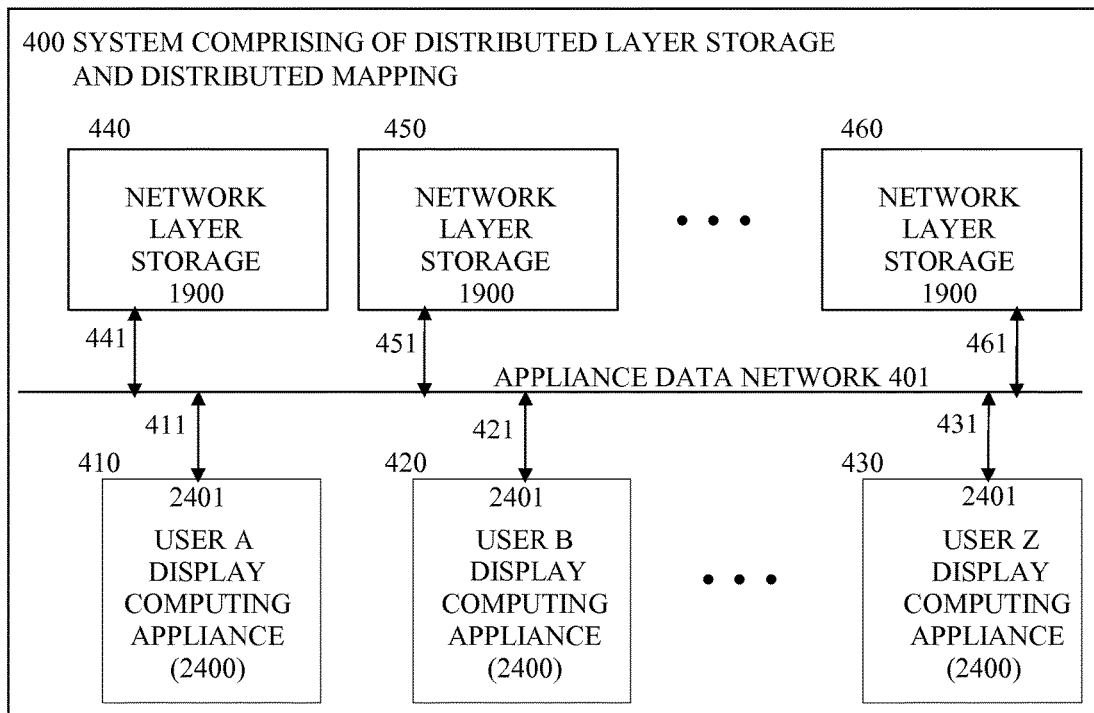 400 SYSTEM COMPRISING OF DISTRIBUTED LAYER STORAGE
AND DISTRIBUTED MAPPING
440
450
460
NETWORK
LAYER
STORAGE
1900
NETWORK
LAYER
STORAGE
1900
NETWORK
LAYER
STORAGE
1900
441
451
461
APPLIANCE DATA NETWORK 401
411
421
431
410
420
430
2401
USER A
DISPLAY
COMPUTING
APPLIANCE
(2400)
2401
USER B
DISPLAY
COMPUTING
APPLIANCE
(2400)
2401
USER Z
DISPLAY
COMPUTING
APPLIANCE
(2400)